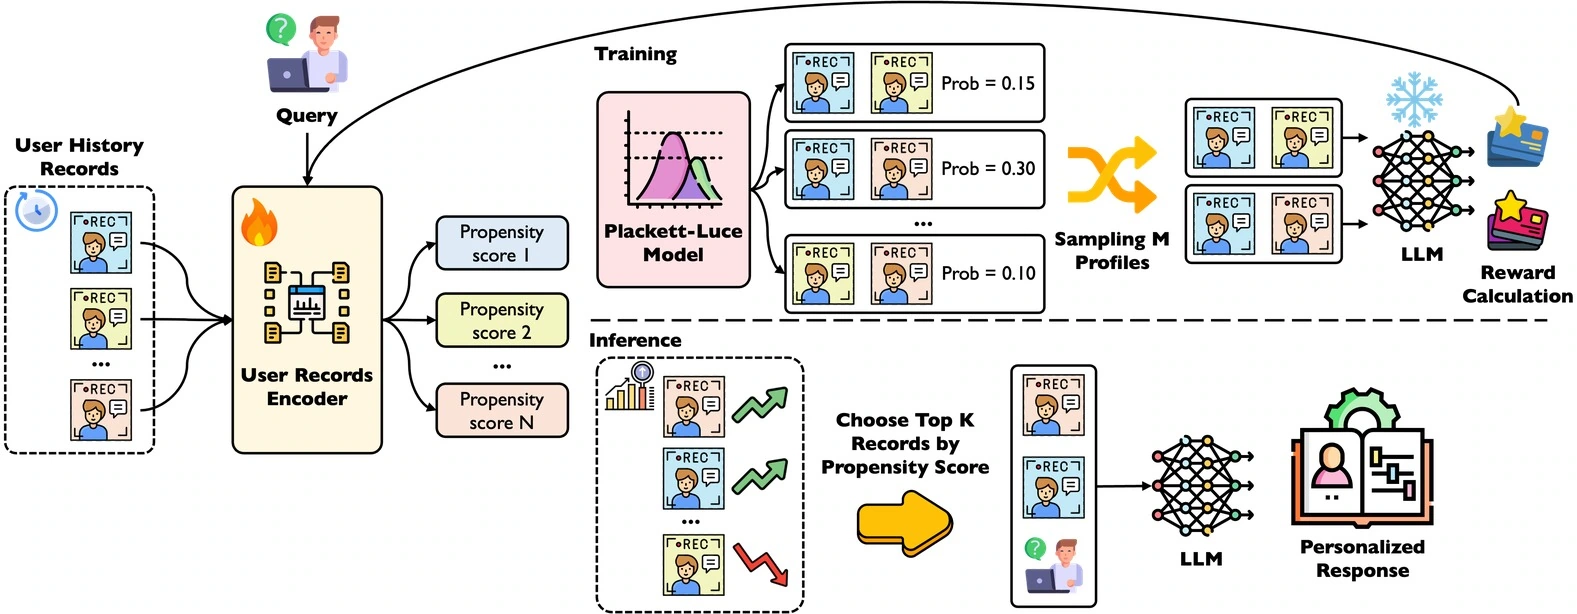 Query
User History
Records
REC
REC
...
REC
User Records
Encoder
Propensity
score 1
Propensity
score 2
...
Propensity
score N
Training
Plackett-Luce
Model
REC REC Prob = 0.15
REC REC Prob = 0.30
...
REC REC Prob = 0.10
Sampling M
Profiles
REC REC
REC REC
LLM
Reward
Calculation
Inference
REC
REC
...
REC
Choose Top K
Records by
Propensity Score
REC
REC
LLM
Personalized
Response